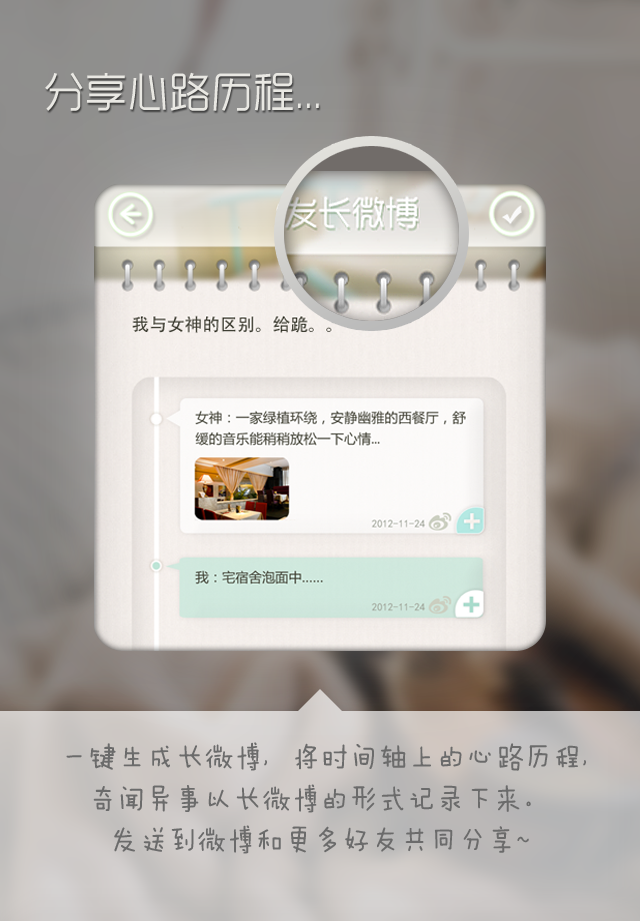 分享心路历程...
友长微博
我与女神的区别。给跪。。
女神：一家绿植环绕，安静幽雅的西餐厅，舒
缓的音乐能稍稍放松一下心情...
2012-11-24
我：宅宿舍泡面中......
2012-11-24
一键生成长微博，将时间轴上的心路历程，
奇闻异事以长微博的形式记录下来。
发送到微博和更多好友共同分享~